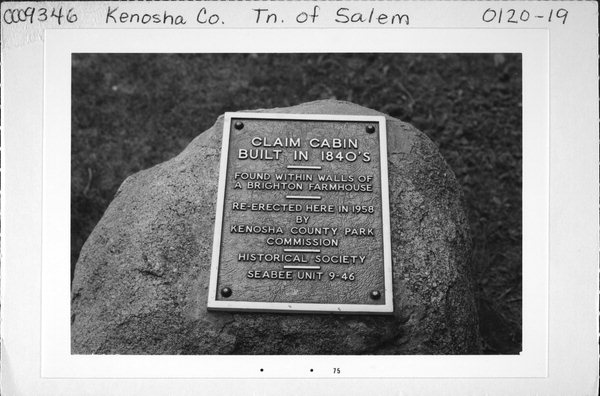 0009346 Kenosha Co. Tn. of Salem 0120-19
CLAIM CABIN
BUILT IN 1840'S
FOUND WITHIN WALLS OF
A BRIGHTON FARMHOUSE
RE-ERECTED HERE IN 1958
BY
KENOSHA COUNTY PARK
COMMISSION
HISTORICAL SOCIETY
SEABEE UNIT 9-46
75